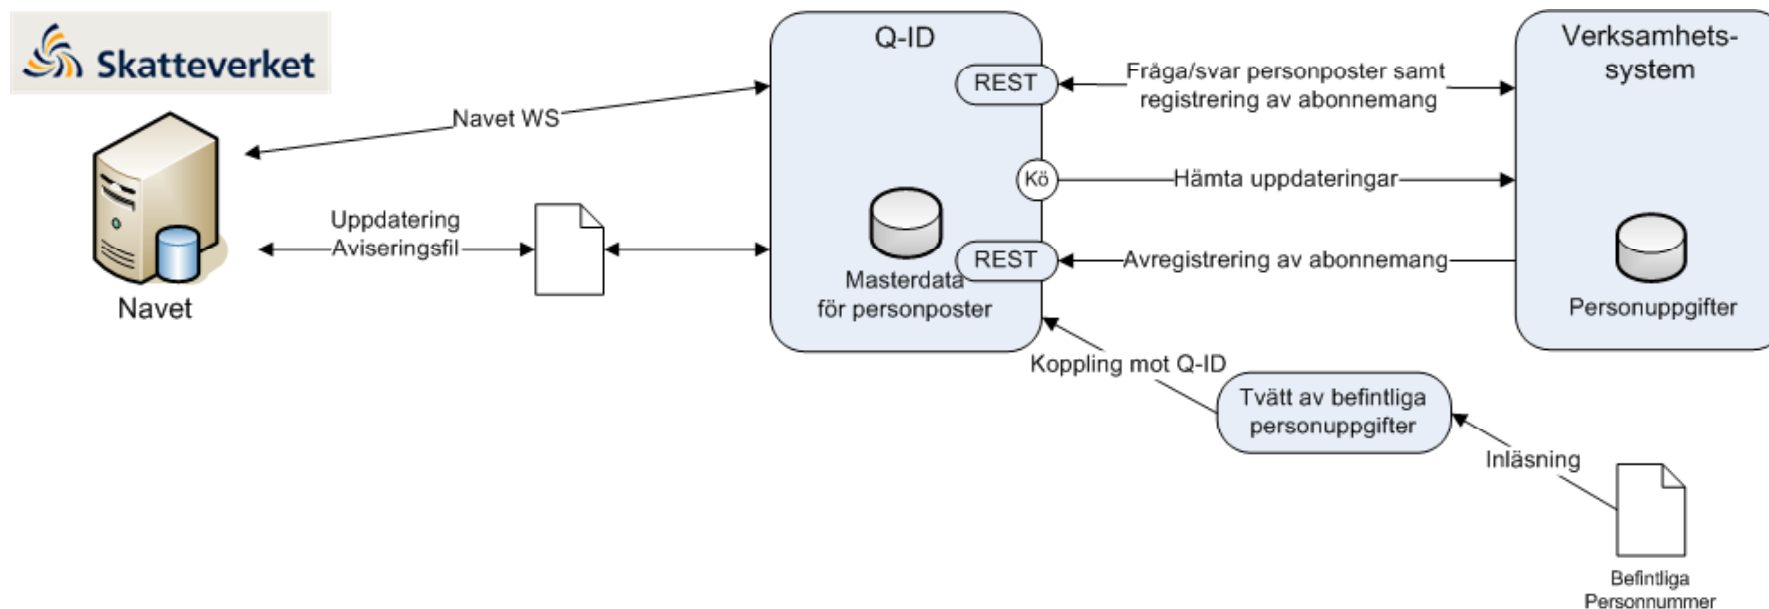 Skatteverket
Navet
Navet WS
Uppdatering
Aviseringsfil
Q-ID
REST
Kö
REST
Masterdata
för personposter
Fråga/svar personposter samt
registrering av abonnemang
Hämta uppdateringar
Avregistrering av abonnemang
Verksamhets-
system
Personuppgifter
Koppling mot Q-ID
Tvätt av befintliga
personuppgifter
Inläsning
Befintliga
Personnummer